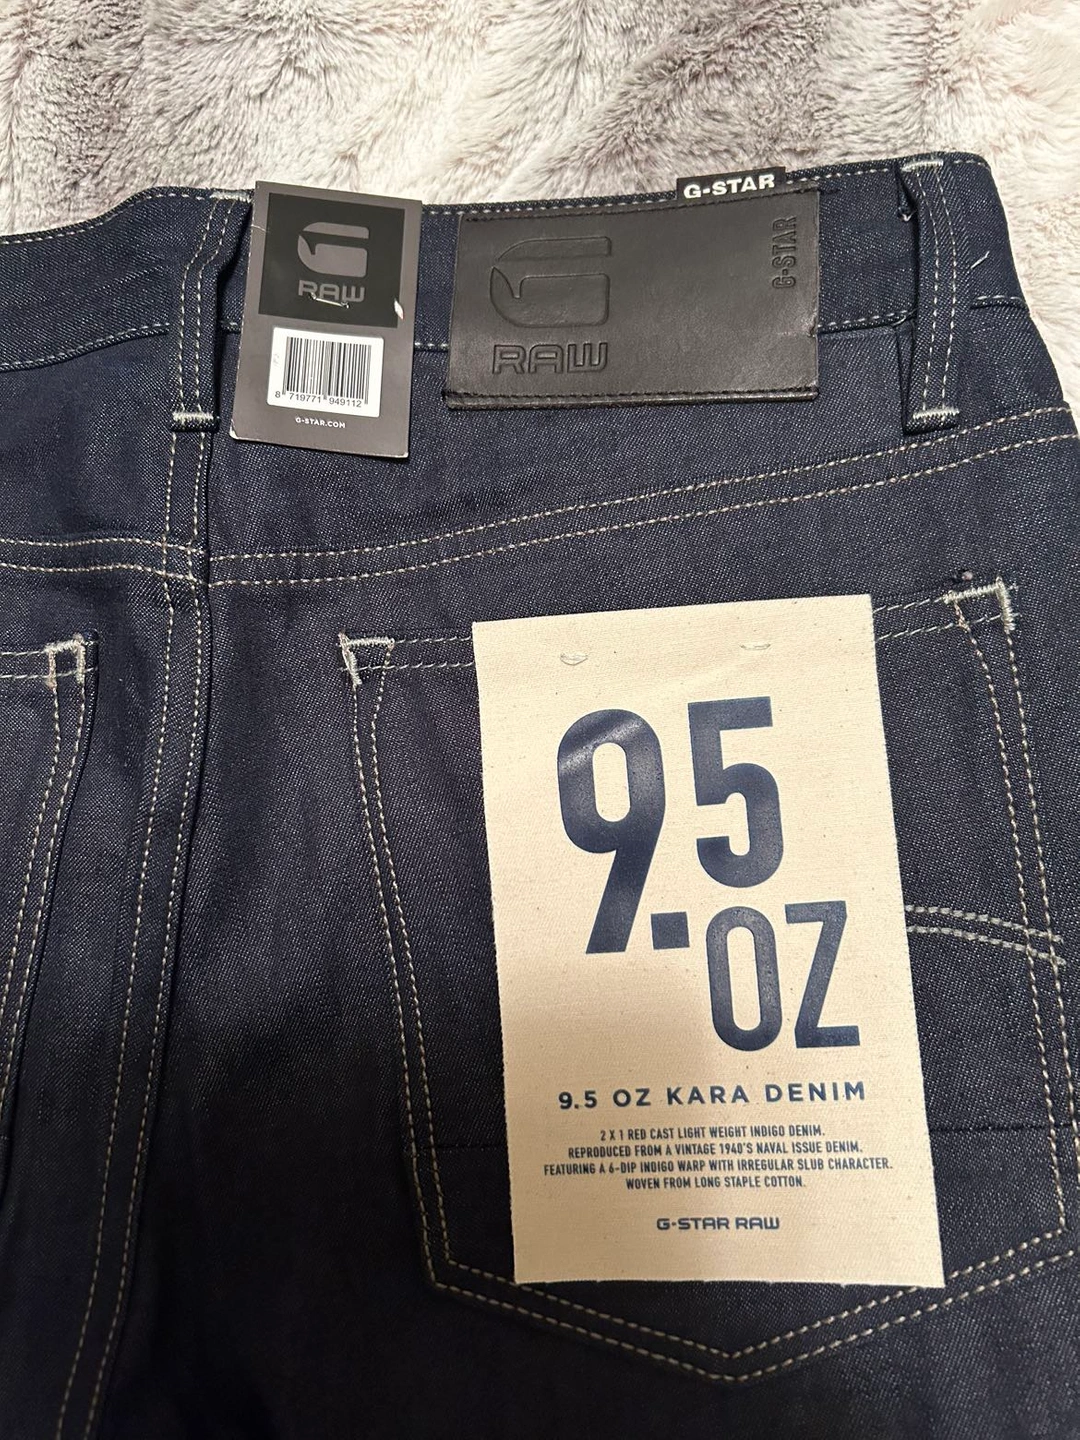 G-STAR
RAW
8 719771 949112
G-STAR.COM
RAW
G-STAR
9.5
OZ
9.5 OZ KARA DENIM
2 X 1 RED CAST LIGHT WEIGHT INDIGO DENIM.
REPRODUCED FROM A VINTAGE 1940'S NAVAL ISSUE DENIM.
FEATURING A 6-DIP INDIGO WARP WITH IRREGULAR SLUB CHARACTER.
WOVEN FROM LONG STAPLE COTTON.
G-STAR RAW